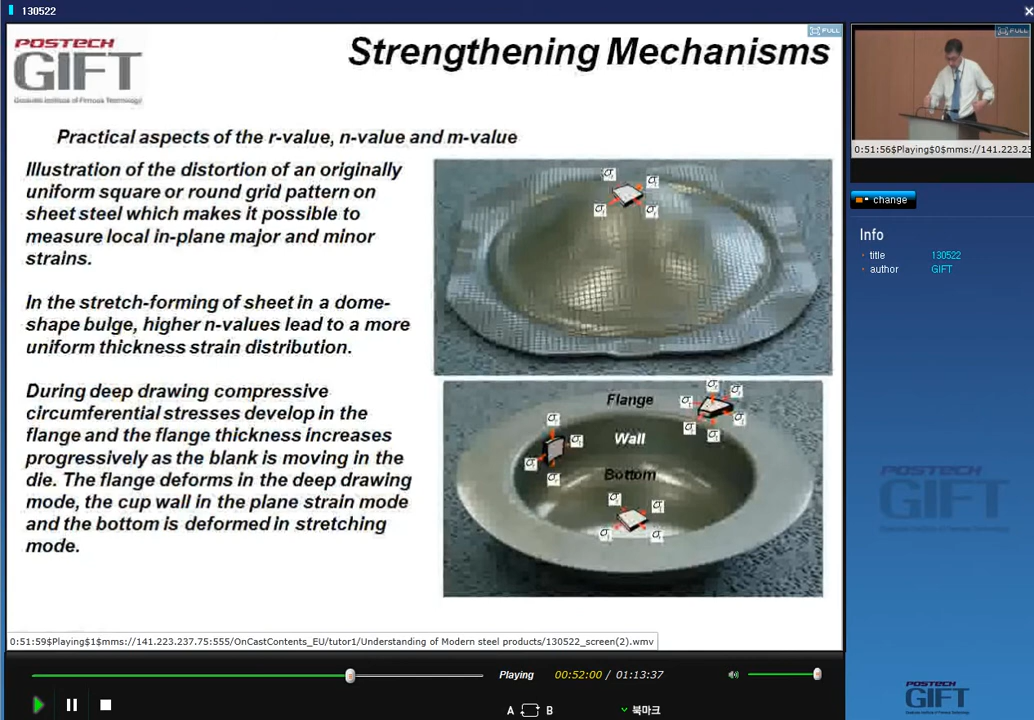 130522
POSTECH
GIFT
Graduate Institute of Ferrous Technology
Strengthening Mechanisms
FULL
FULL
Practical aspects of the r-value, n-value and m-value
Illustration of the distortion of an originally
uniform square or round grid pattern on
sheet steel which makes it possible to
measure local in-plane major and minor
strains.
In the stretch-forming of sheet in a dome-
shape bulge, higher n-values lead to a more
uniform thickness strain distribution.
During deep drawing compressive
circumferential stresses develop in the
flange and the flange thickness increases
progressively as the blank is moving in the
die. The flange deforms in the deep drawing
mode, the cup wall in the plane strain mode
and the bottom is deformed in stretching
mode.
Flange
Wall
Bottom
0:51:56$Playing$0$mms://141.223.23
change
Info
title 130522
author GIFT
POSTECH
GIFT
0:51:59$Playing$1$mms://141.223.237.75:555/OnCastContents_EU/tutor1/Understanding of Modern steel products/130522_screen(2).wmv
Playing 00:52:00 / 01:13:37
A B 북마크
POSTECH
GIFT